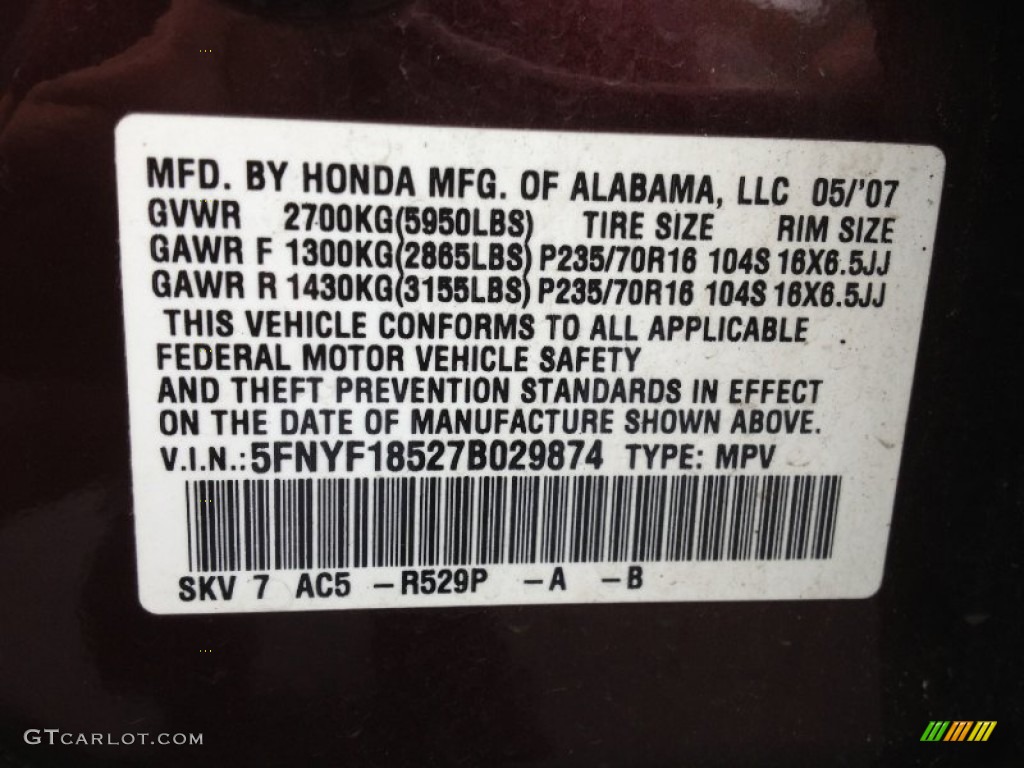 MFD. BY HONDA MFG. OF ALABAMA, LLC 05/'07
GVWR 2700KG(5950LBS) TIRE SIZE RIM SIZE
GAWR F 1300KG(2865LBS) P235/70R16 104S 16X6.5JJ
GAWR R 1430KG(3155LBS) P235/70R16 104S 16X6.5JJ
THIS VEHICLE CONFORMS TO ALL APPLICABLE
FEDERAL MOTOR VEHICLE SAFETY
AND THEFT PREVENTION STANDARDS IN EFFECT
ON THE DATE OF MANUFACTURE SHOWN ABOVE.
V.I.N.:5FNYF18527B029874 TYPE: MPV
SKV 7 AC5 -R529P -A -B
GTCARLOT.COM